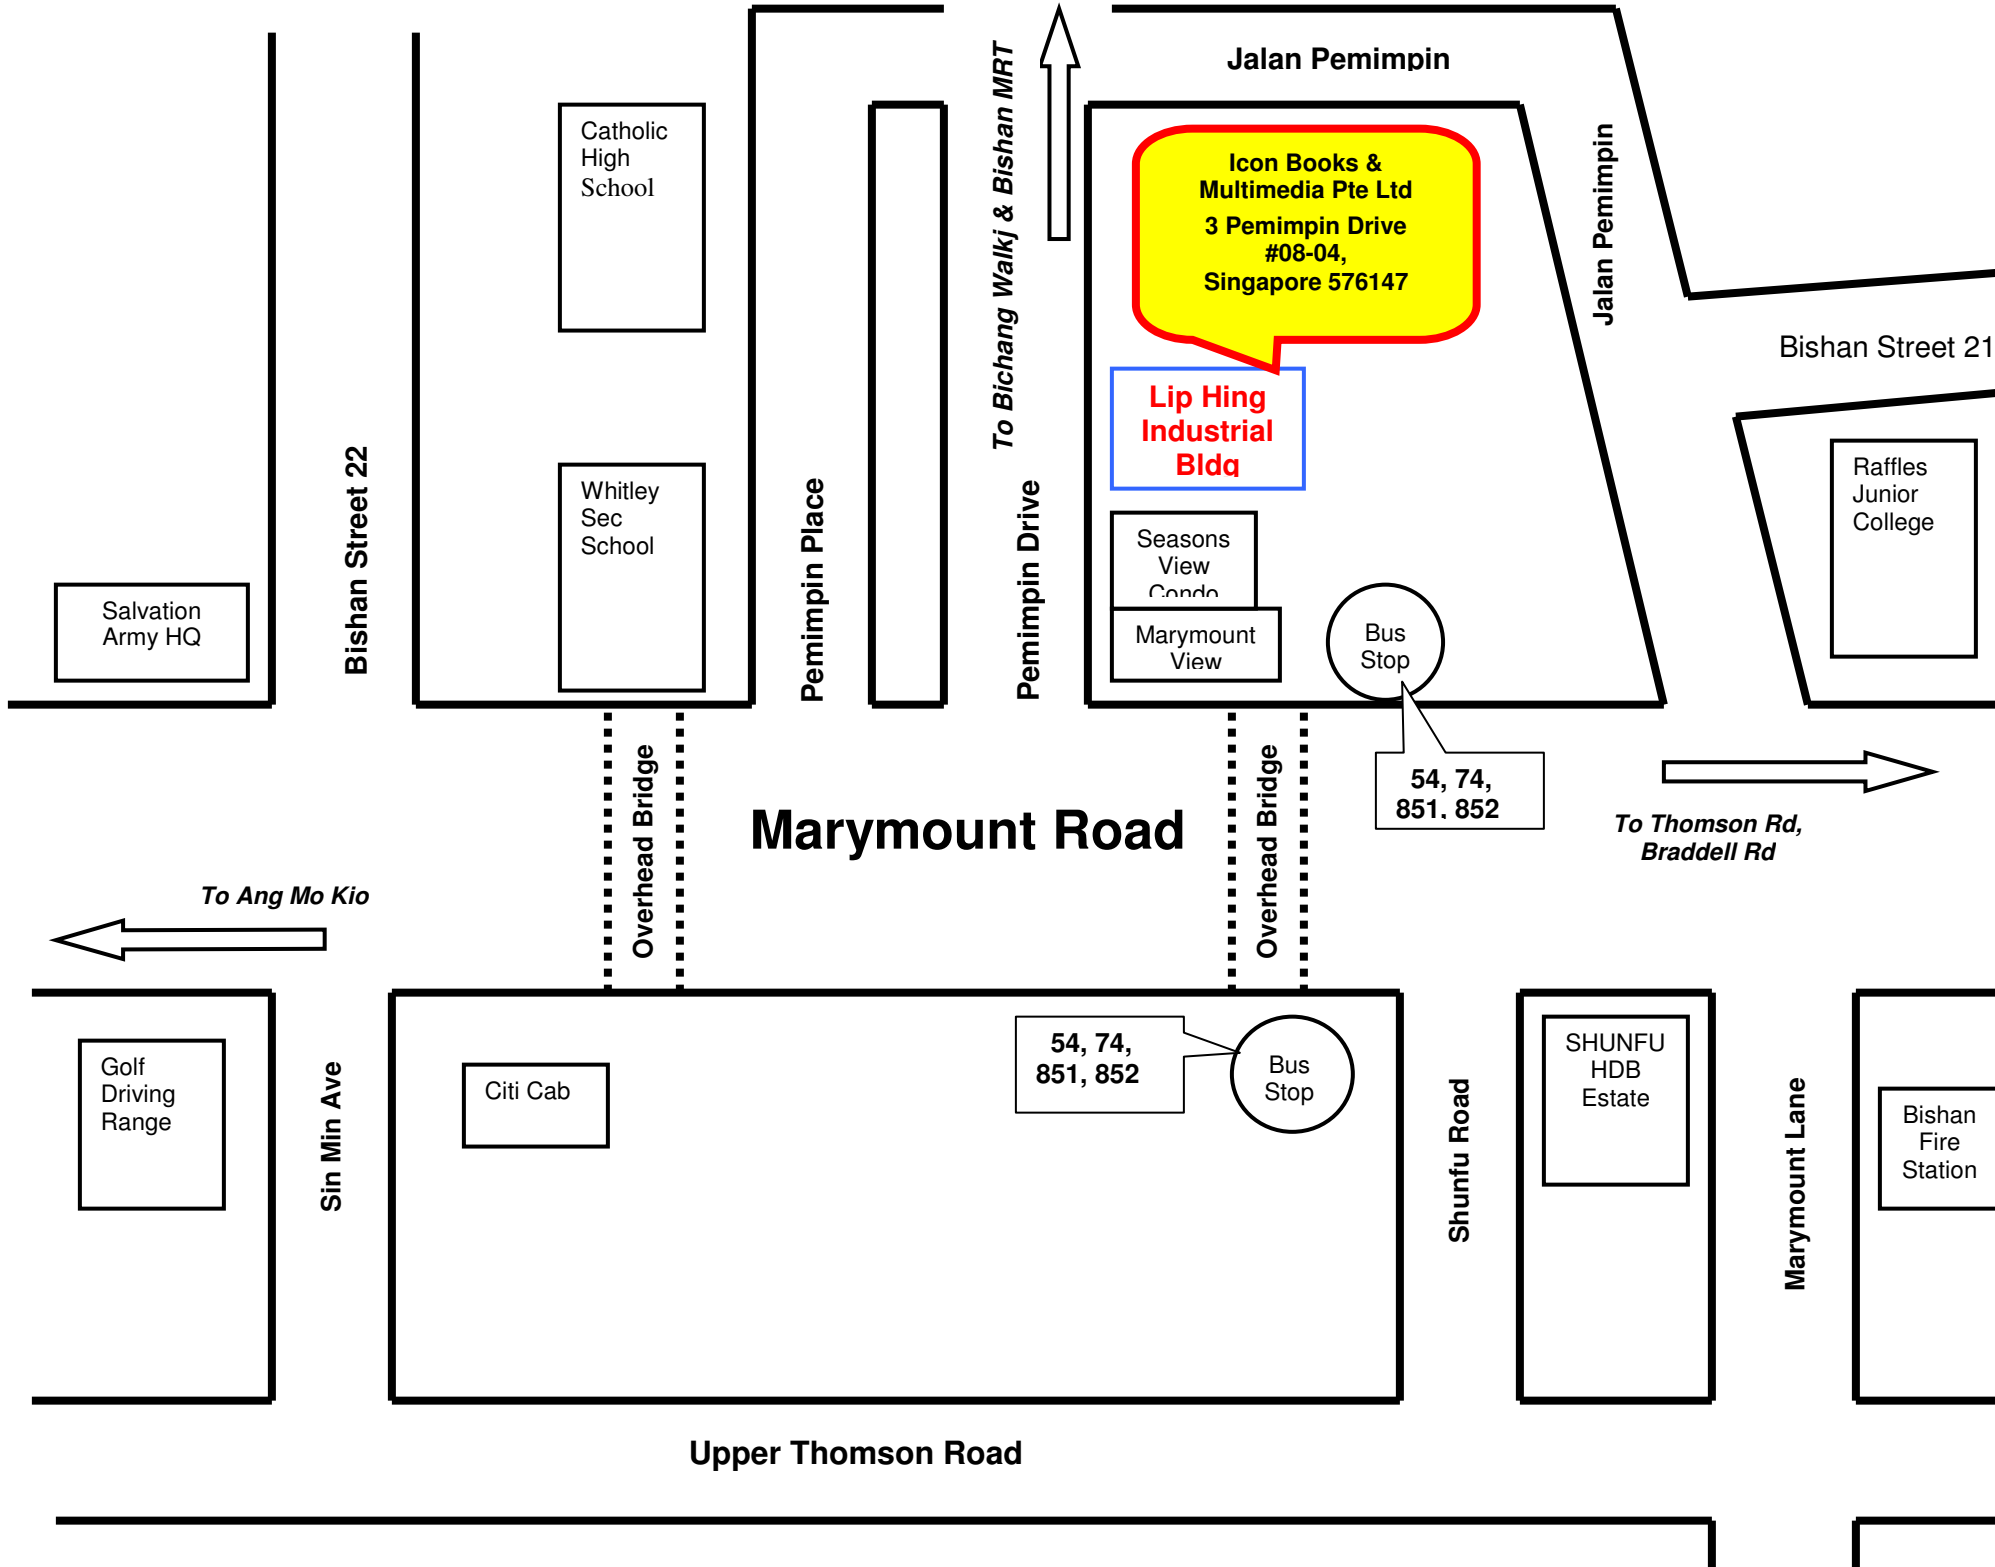 Jalan Pemimpin
To Bichang Walkj & Bishan MRT
Catholic
High
School
Icon Books &
Multimedia Pte Ltd
3 Pemimpin Drive
#08-04,
Singapore 576147
Jalan Pemimpin
Bishan Street 21
Lip Hing
Industrial
Bldg
Bishan Street 22
Whitley
Sec
School
Pemimpin Place
Pemimpin Drive
Raffles
Junior
College
Seasons
View
Condo
Salvation
Army HQ
Marymount
View
Bus
Stop
Overhead Bridge
Marymount Road
Overhead Bridge
54, 74,
851, 852
To Thomson Rd,
Braddell Rd
To Ang Mo Kio
Golf
Driving
Range
Sin Min Ave
Citi Cab
54, 74,
851, 852
Bus
Stop
Shunfu Road
SHUNFU
HDB
Estate
Marymount Lane
Bishan
Fire
Station
Upper Thomson Road